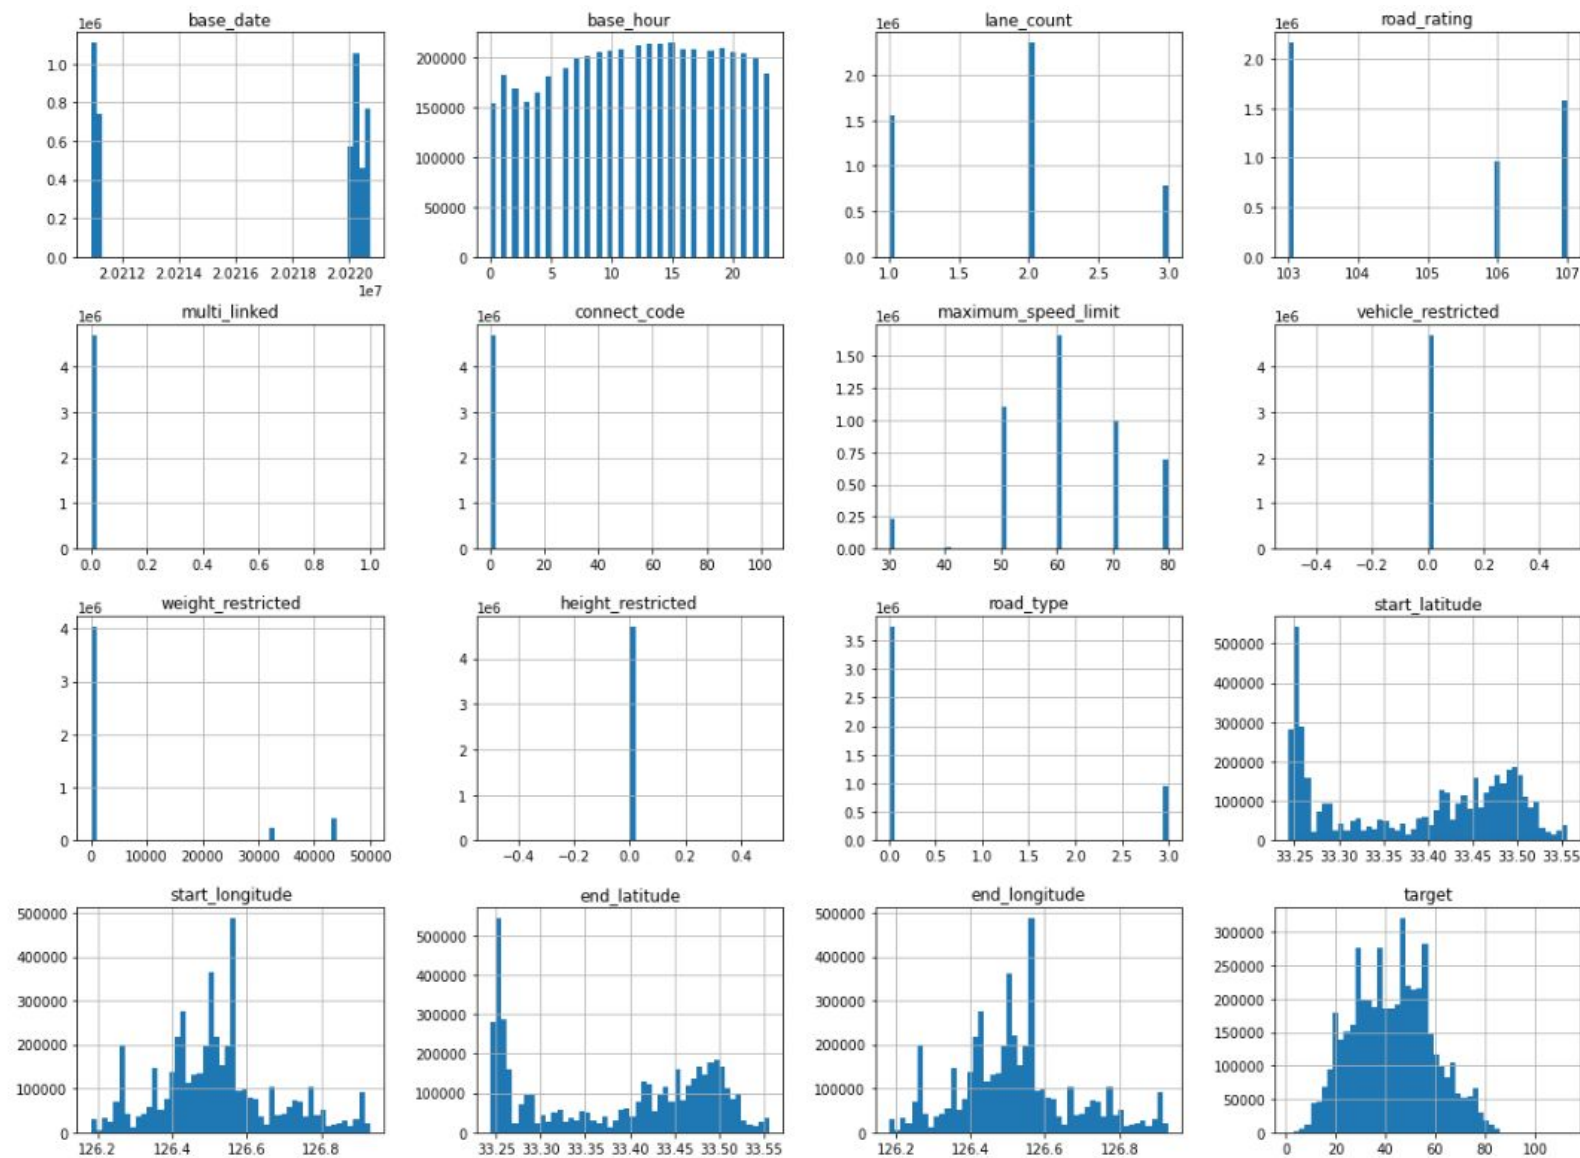 base_date
1e6
1.0
0.8
0.6
0.4
0.2
0.0
2.0212 2.0214 2.0216 2.0218 2.0220
1e7
base_hour
200000
150000
100000
50000
0
0 5 10 15 20
lane_count
1e6
2.0
1.5
1.0
0.5
0.0
1.0 1.5 2.0 2.5 3.0
road_rating
1e6
2.0
1.5
1.0
0.5
0.0
103 104 105 106 107
multi_linked
1e6
4
3
2
1
0
0.0 0.2 0.4 0.6 0.8 1.0
connect_code
1e6
4
3
2
1
0
0 20 40 60 80 100
maximum_speed_limit
1e6
1.50
1.25
1.00
0.75
0.50
0.25
0.00
30 40 50 60 70 80
vehicle_restricted
1e6
4
3
2
1
0
−0.4 −0.2 0.0 0.2 0.4
weight_restricted
1e6
4
3
2
1
0
0 10000 20000 30000 40000 50000
height_restricted
1e6
4
3
2
1
0
−0.4 −0.2 0.0 0.2 0.4
road_type
1e6
3.5
3.0
2.5
2.0
1.5
1.0
0.5
0.0
0.0 0.5 1.0 1.5 2.0 2.5 3.0
start_latitude
500000
400000
300000
200000
100000
0
33.25 33.30 33.35 33.40 33.45 33.50 33.55
start_longitude
500000
400000
300000
200000
100000
0
126.2 126.4 126.6 126.8
end_latitude
500000
400000
300000
200000
100000
0
33.25 33.30 33.35 33.40 33.45 33.50 33.55
end_longitude
500000
400000
300000
200000
100000
0
126.2 126.4 126.6 126.8
target
300000
250000
200000
150000
100000
50000
0
0 20 40 60 80 100